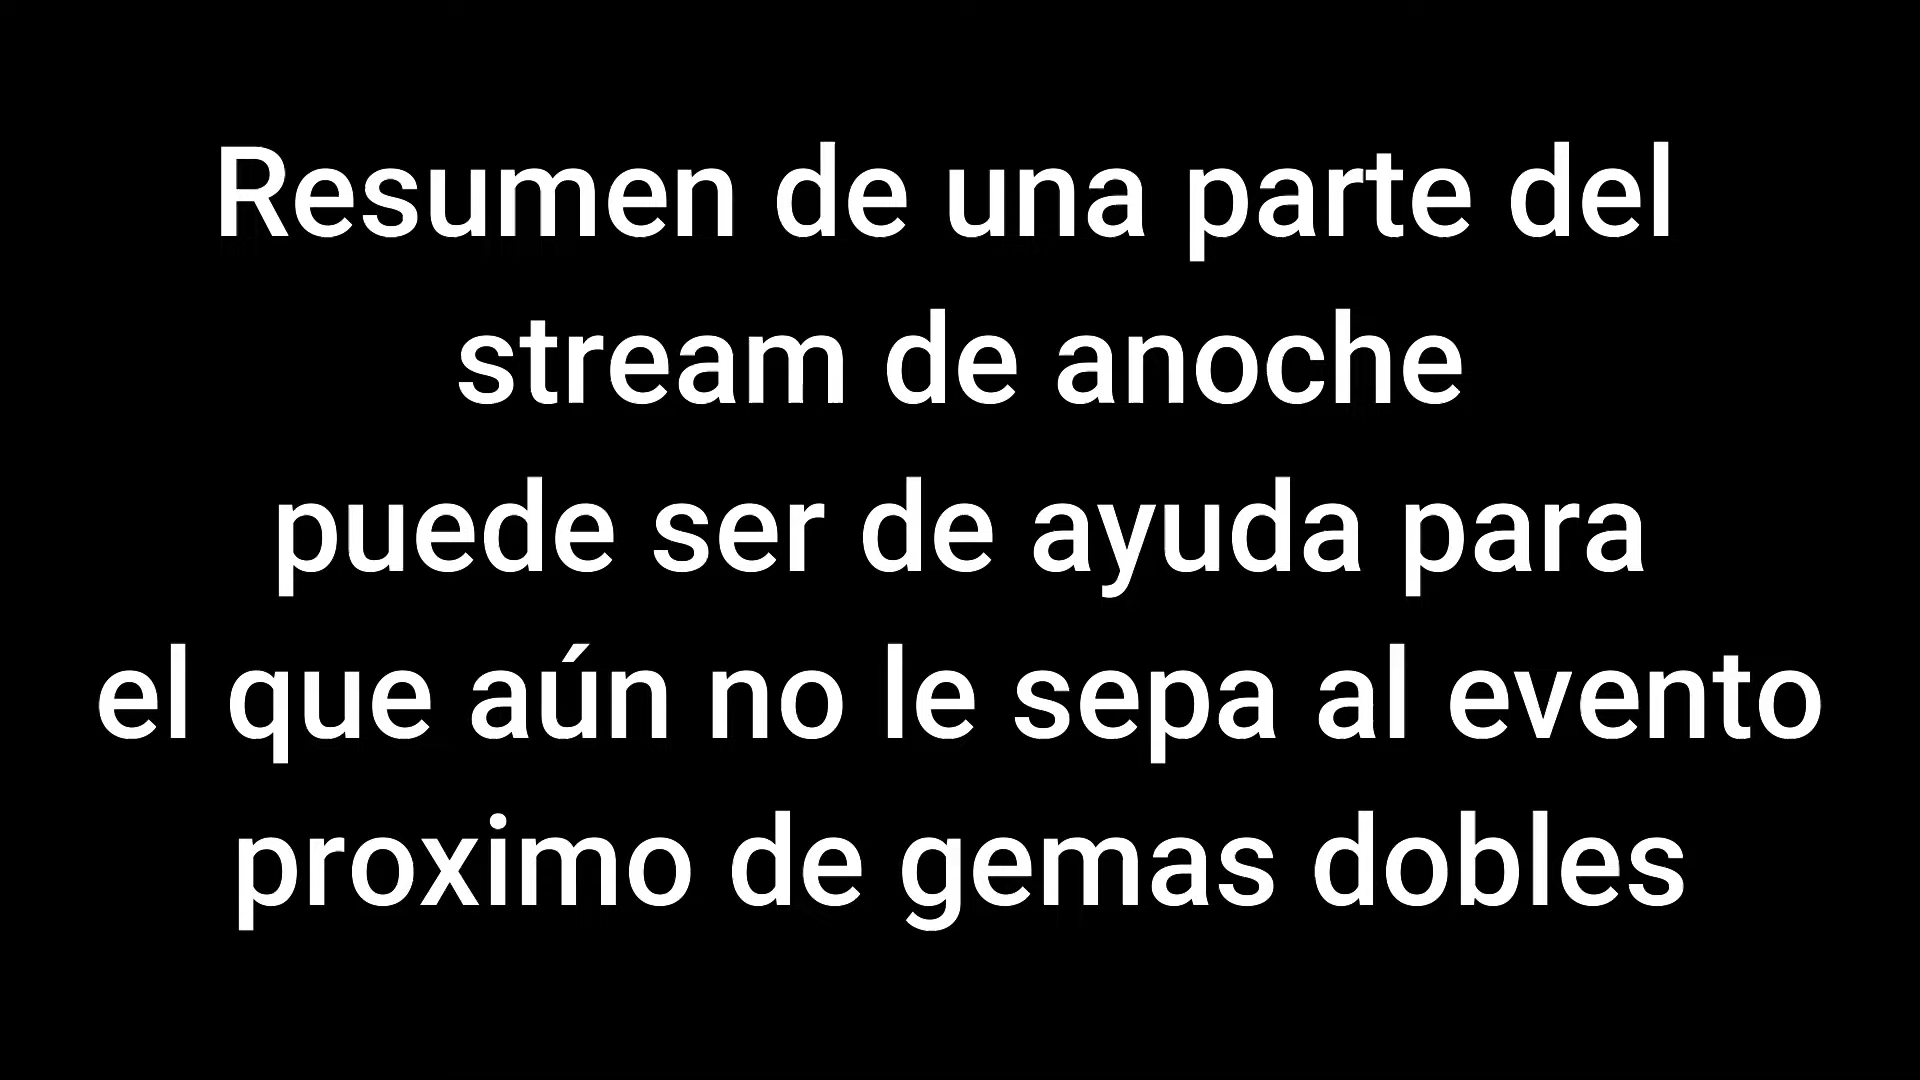 Resumen de una parte del
stream de anoche
puede ser de ayuda para
el que aún no le sepa al evento
proximo de gemas dobles